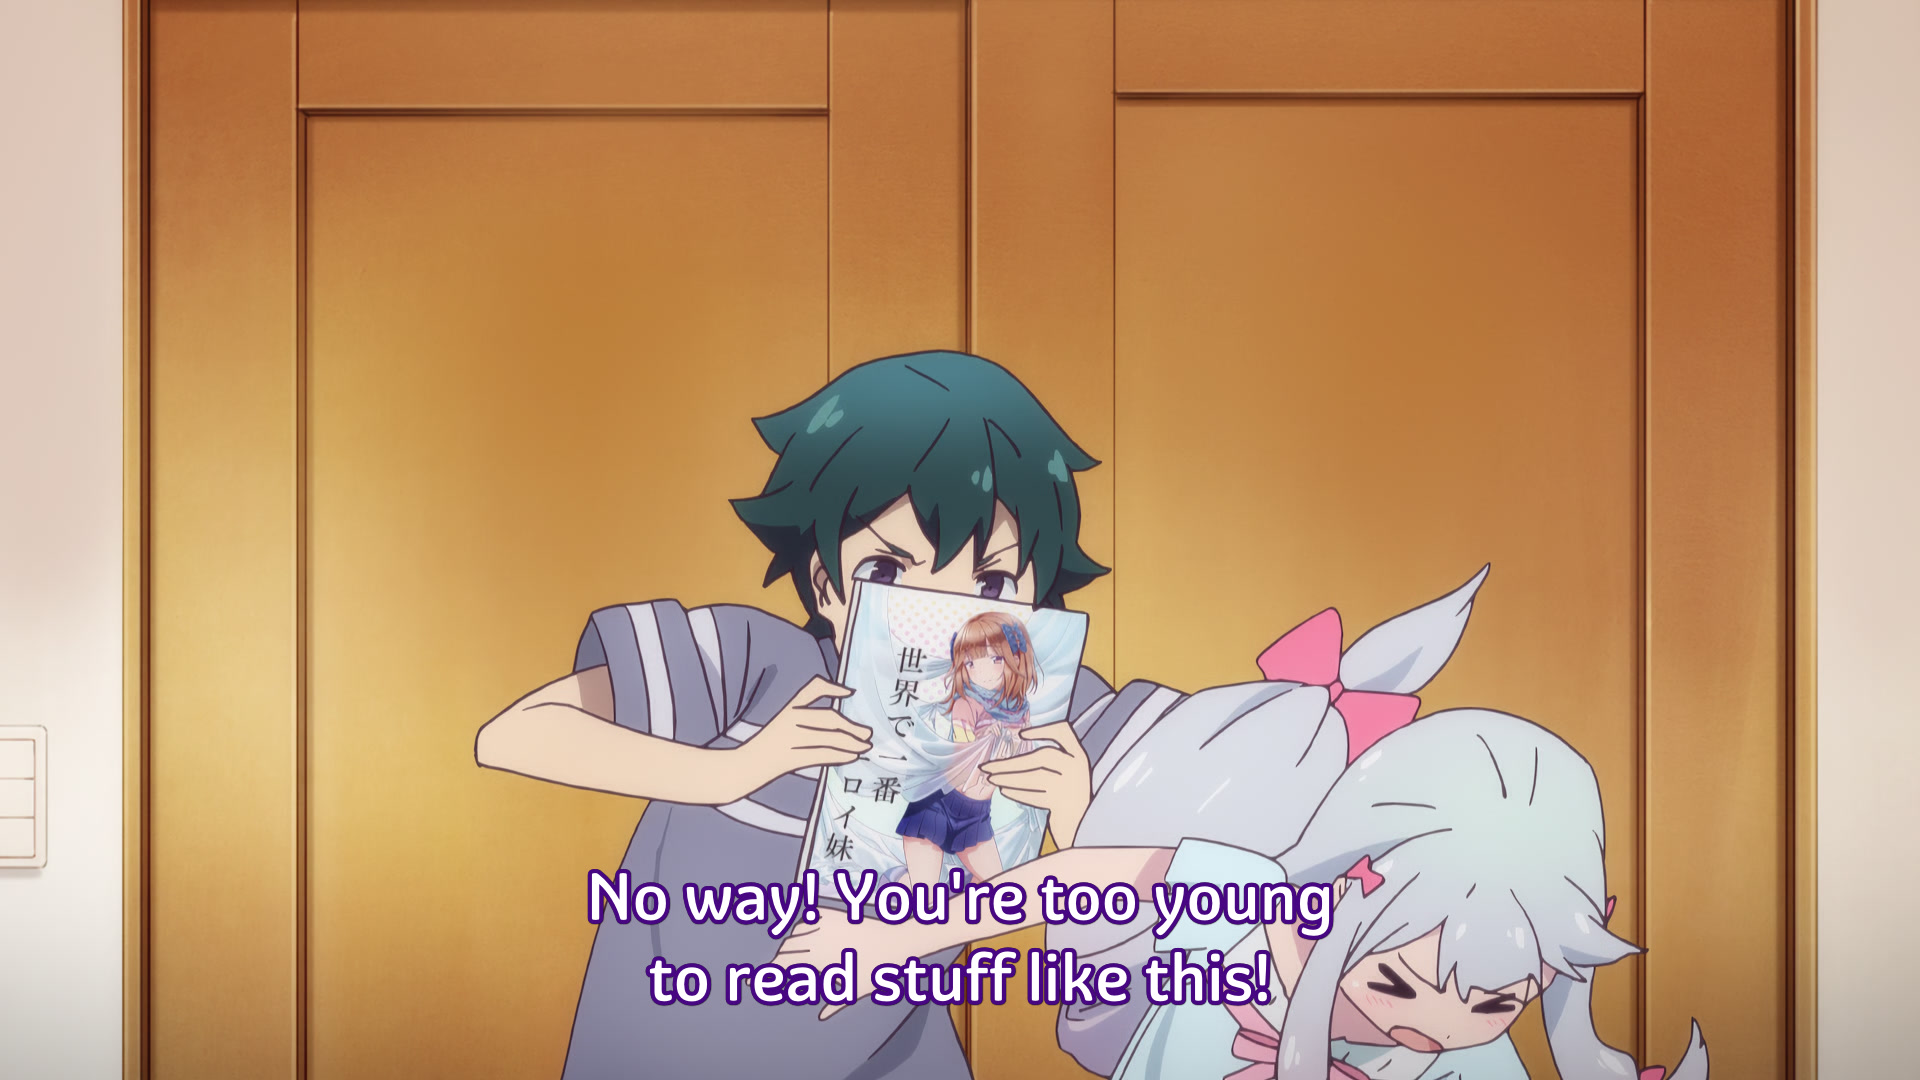 世界で一番
エロイ妹
No way! You're too young
to read stuff like this!